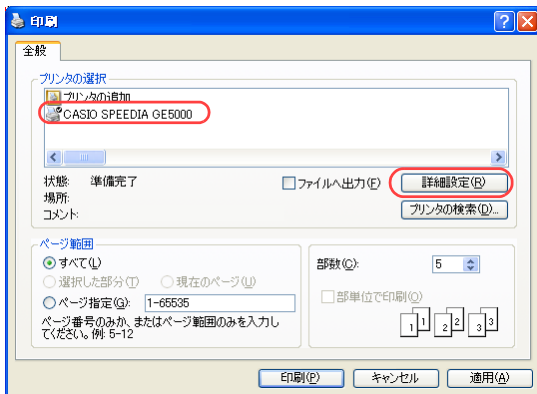 印刷
全般
プリンタの選択
プリンタの追加
CASIO SPEEDIA GE5000
状態: 準備完了
場所:
コメント:
ファイルへ出力(F)
詳細設定(R)
プリンタの検索(D)...
ページ範囲
すべて(L)
選択した部分(T) 現在のページ(U)
ページ指定(G): 1-65535
ページ番号のみか、またはページ範囲のみを入力し
てください。例: 5-12
部数(C): 5
部単位で印刷(O)
1 1 2 2 3 3
印刷(P) キャンセル 適用(A)